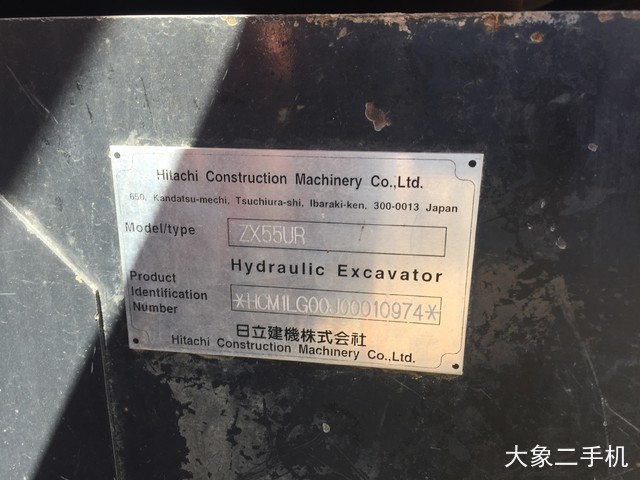 Hitachi Construction Machinery Co.,Ltd.
650, Kandatsu-machi, Tsuchiura-shi, Ibaraki-ken, 300-0013 Japan
Model/type ZX55UR
Hydraulic Excavator
Product
Identification
Number
*HCM1LG00J00010974*
日立建機株式会社
Hitachi Construction Machinery Co.,Ltd.
大象二手机